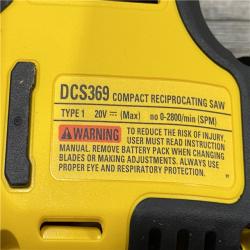 DCS369 COMPACT RECIPROCATING SAW
TYPE 1 20V ⎓ (Max) no 0-2800/min (SPM)
⚠WARNING TO REDUCE THE RISK OF INJURY,
USER MUST READ INSTRUCTION
MANUAL. REMOVE BATTERY PACK WHEN CHANGING
BLADES OR MAKING ADJUSTMENTS. ALWAYS USE
PROPER EYE AND RESPIRATORY PROTECTION.